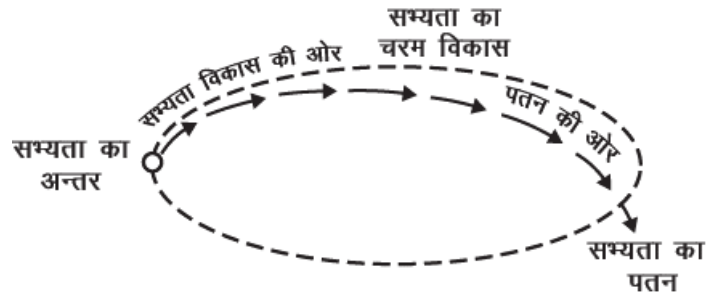 सभ्यता का
चरम विकास
सभ्यता विकास की ओर
पतन की ओर
सभ्यता का
अन्तर
सभ्यता का
पतन